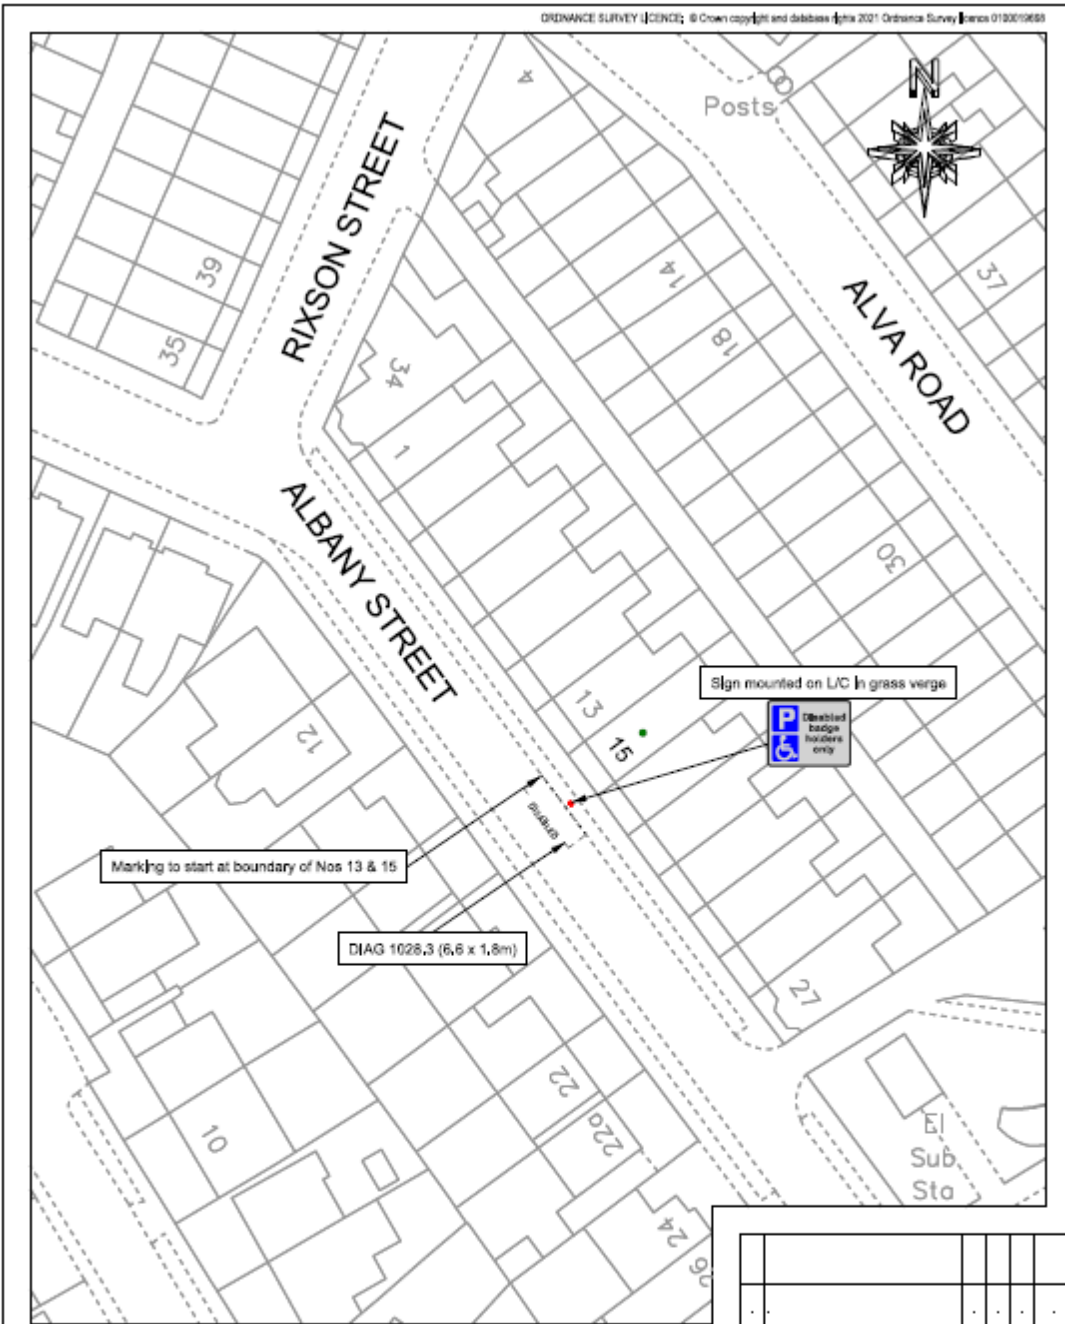 ORDNANCE SURVEY LICENCE; © Crown copyright and database rights 2021 Ordnance Survey licence 0100019668
N
Posts
4
RIXSON STREET
39
35
14
18
37
ALVA ROAD
34
1
30
ALBANY STREET
12
13
15
Sign mounted on L/C in grass verge
P
Disabled
badge
holders
only
DISABLED
Marking to start at boundary of Nos 13 & 15
DIAG 1028.3 (6.6 x 1.8m)
27
10
22
22a
24
26
El
Sub
Sta